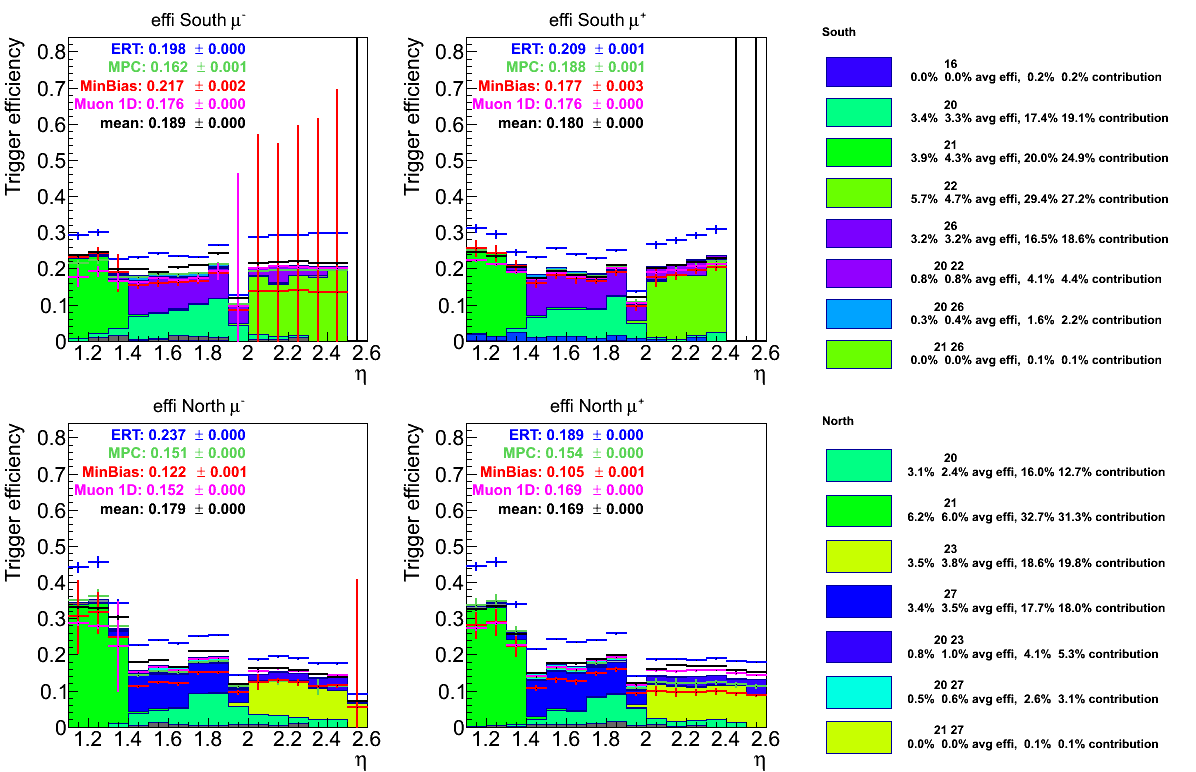 effi South μ⁻
Trigger efficiency
0.8
0.7
0.6
0.5
0.4
0.3
0.2
0.1
0
ERT: 0.198 ± 0.000
MPC: 0.162 ± 0.001
MinBias: 0.217 ± 0.002
Muon 1D: 0.176 ± 0.000
mean: 0.189 ± 0.000
1.2 1.4 1.6 1.8 2 2.2 2.4 2.6
η
effi South μ⁺
Trigger efficiency
0.8
0.7
0.6
0.5
0.4
0.3
0.2
0.1
0
ERT: 0.209 ± 0.001
MPC: 0.188 ± 0.001
MinBias: 0.177 ± 0.003
Muon 1D: 0.176 ± 0.000
mean: 0.180 ± 0.000
1.2 1.4 1.6 1.8 2 2.2 2.4 2.6
η
South
16
0.0% 0.0% avg effi, 0.2% 0.2% contribution
20
3.4% 3.3% avg effi, 17.4% 19.1% contribution
21
3.9% 4.3% avg effi, 20.0% 24.9% contribution
22
5.7% 4.7% avg effi, 29.4% 27.2% contribution
26
3.2% 3.2% avg effi, 16.5% 18.6% contribution
20 22
0.8% 0.8% avg effi, 4.1% 4.4% contribution
20 26
0.3% 0.4% avg effi, 1.6% 2.2% contribution
21 26
0.0% 0.0% avg effi, 0.1% 0.1% contribution
effi North μ⁻
Trigger efficiency
0.8
0.7
0.6
0.5
0.4
0.3
0.2
0.1
0
ERT: 0.237 ± 0.000
MPC: 0.151 ± 0.000
MinBias: 0.122 ± 0.001
Muon 1D: 0.152 ± 0.000
mean: 0.179 ± 0.000
1.2 1.4 1.6 1.8 2 2.2 2.4 2.6
η
effi North μ⁺
Trigger efficiency
0.8
0.7
0.6
0.5
0.4
0.3
0.2
0.1
0
ERT: 0.189 ± 0.000
MPC: 0.154 ± 0.000
MinBias: 0.105 ± 0.001
Muon 1D: 0.169 ± 0.000
mean: 0.169 ± 0.000
1.2 1.4 1.6 1.8 2 2.2 2.4 2.6
η
North
20
3.1% 2.4% avg effi, 16.0% 12.7% contribution
21
6.2% 6.0% avg effi, 32.7% 31.3% contribution
23
3.5% 3.8% avg effi, 18.6% 19.8% contribution
27
3.4% 3.5% avg effi, 17.7% 18.0% contribution
20 23
0.8% 1.0% avg effi, 4.1% 5.3% contribution
20 27
0.5% 0.6% avg effi, 2.6% 3.1% contribution
21 27
0.0% 0.0% avg effi, 0.1% 0.1% contribution